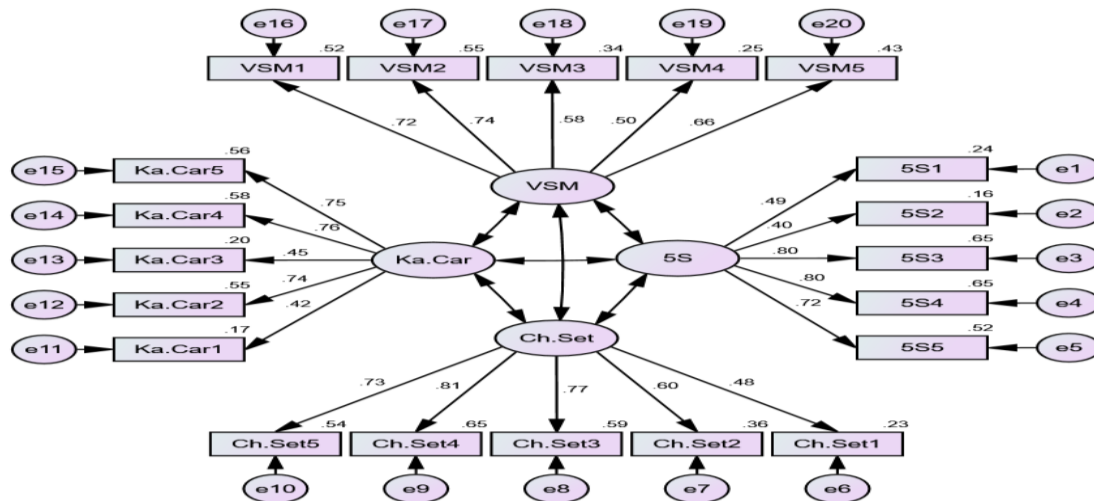 e16 e17 e18 e19 e20
.52 .55 .34 .25 .43
VSM1 VSM2 VSM3 VSM4 VSM5
.72 .74 .58 .50 .66
VSM
e15 Ka.Car5 .56
e14 Ka.Car4 .58
e13 Ka.Car3 .20
e12 Ka.Car2 .55
e11 Ka.Car1 .17
.75
.76
.45
.74
.42
Ka.Car
5S
.49
.40
.80
.80
.72
5S1 .24 e1
5S2 .16 e2
5S3 .65 e3
5S4 .65 e4
5S5 .52 e5
Ch.Set
.73 .81 .77 .60 .48
.54 .65 .59 .36 .23
Ch.Set5 Ch.Set4 Ch.Set3 Ch.Set2 Ch.Set1
e10 e9 e8 e7 e6